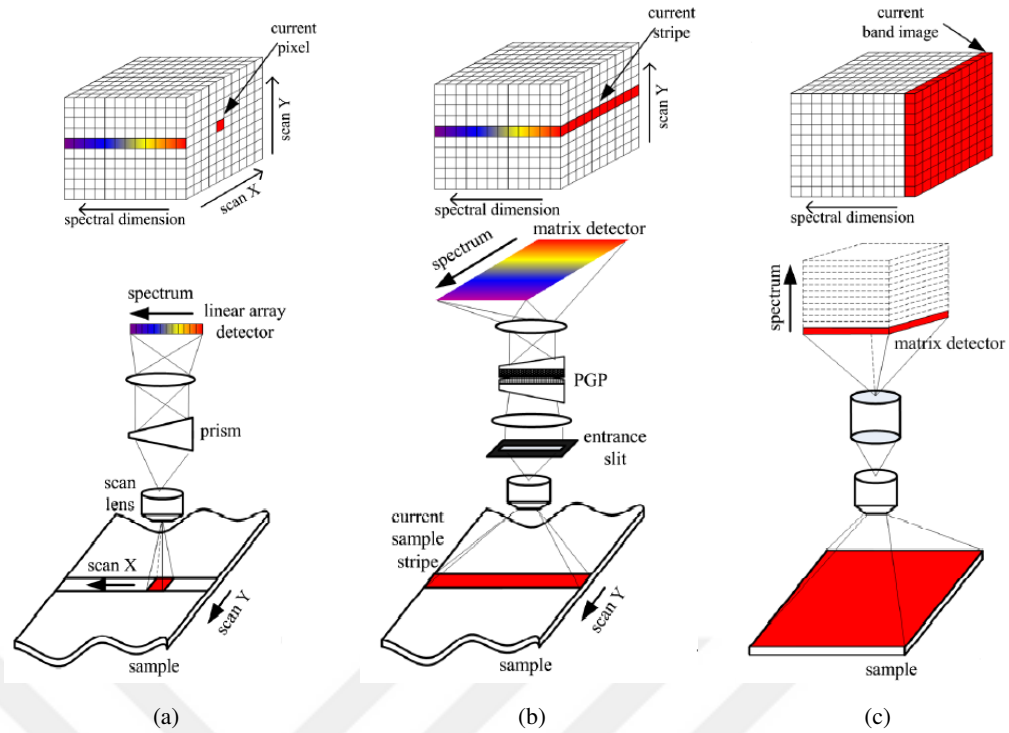 current
pixel
scan Y
scan X
spectral dimension
spectrum
linear array
detector
prism
scan
lens
scan X
scan Y
sample
(a)
current
stripe
scan Y
spectral dimension
matrix detector
spectrum
PGP
entrance
slit
current
sample
stripe
scan Y
sample
(b)
current
band image
spectral dimension
spectrum
matrix detector
sample
(c)